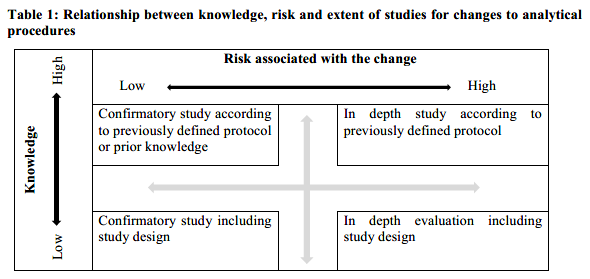 Table 1: Relationship between knowledge, risk and extent of studies for changes to analytical
procedures
Risk associated with the change
Low
High
Knowledge
High
Low
Confirmatory study according
to previously defined protocol
or prior knowledge
In depth study according to
previously defined protocol
Confirmatory study including
study design
In depth evaluation including
study design